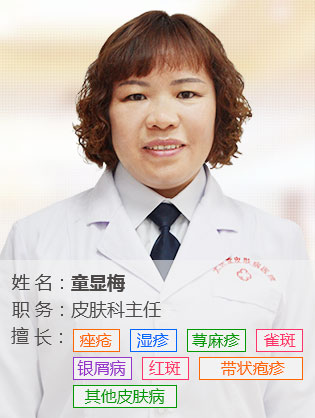 姓 名：童显梅
职 务：皮肤科主任
擅 长： 痤疮 湿疹 荨麻疹 雀斑
银屑病 红斑 带状疱疹
其他皮肤病